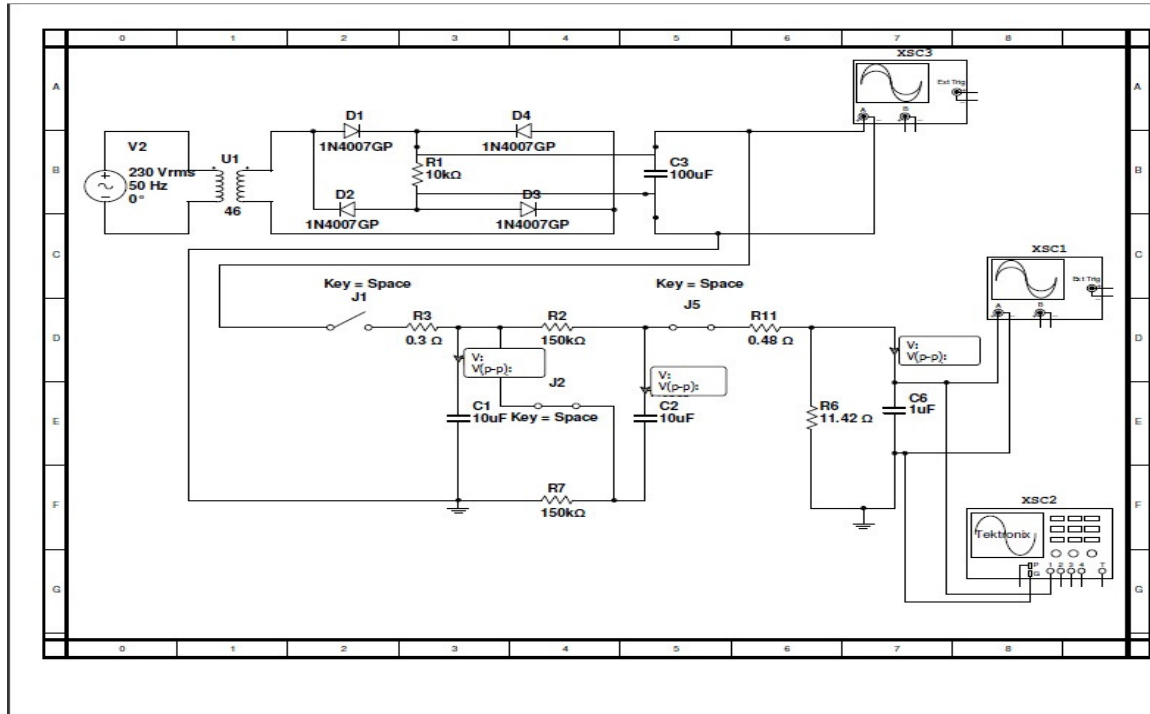 0 1 2 3 4 5 6 7 8
XSC3
A A
Ext Trig
A B
D1 D4
1N4007GP 1N4007GP
V2
230 Vrms
50 Hz
0°
U1
46
B B
R1
10kΩ
C3
100uF
D2 D3
1N4007GP 1N4007GP
C C
XSC1
Ext Trig
A B
Key = Space
J1
Key = Space
J5
D D
R3
0.3 Ω
R2
150kΩ
R11
0.48 Ω
V:
V(p-p):
J2
V:
V(p-p):
V:
V(p-p):
E E
C1
10uF
Key = Space
C2
10uF
R6
11.42 Ω
C6
1uF
F F
R7
150kΩ
XSC2
Tektronix
P
G
1 2 3 4 T
G G
0 1 2 3 4 5 6 7 8